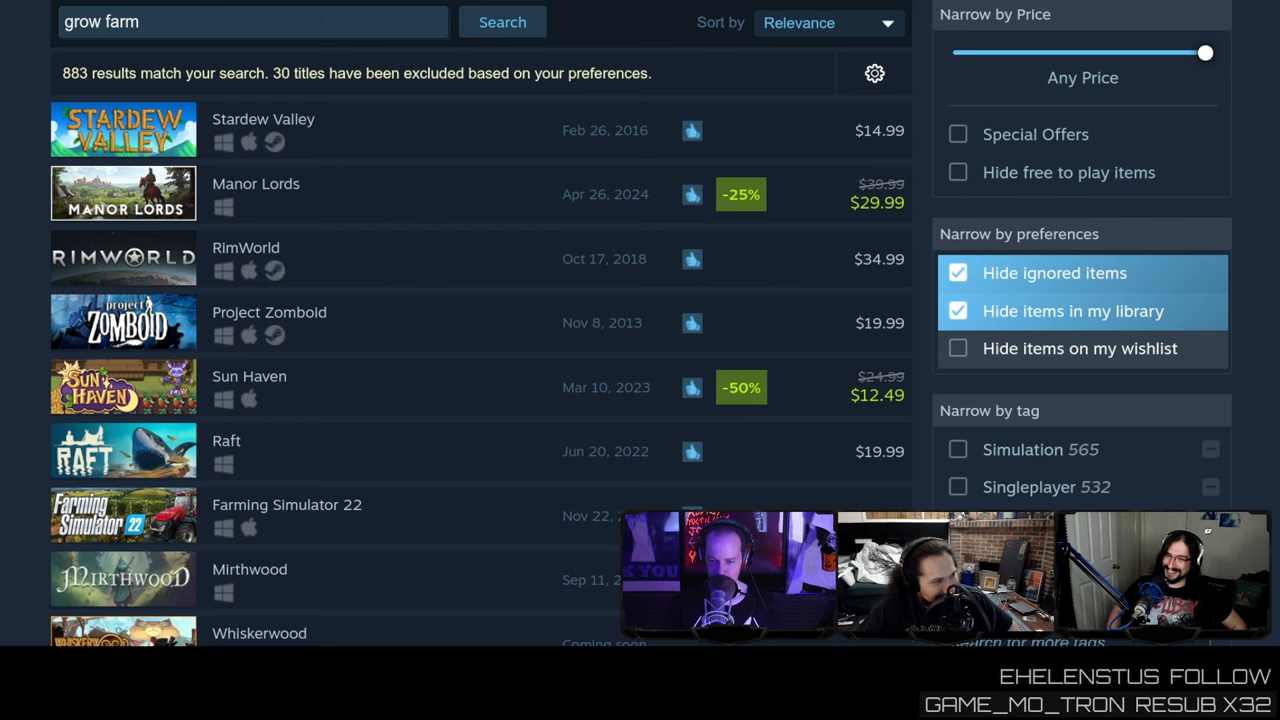 grow farm
Search
Sort by
Relevance
Narrow by Price
883 results match your search. 30 titles have been excluded based on your preferences.
Any Price
Special Offers
Hide free to play items
STARDEW
VALLEY
Stardew Valley
Feb 26, 2016
$14.99
MANOR LORDS
Manor Lords
Apr 26, 2024
-25%
$39.99
$29.99
RIMWORLD
RimWorld
Oct 17, 2018
$34.99
project
ZOMBOID
Project Zomboid
Nov 8, 2013
$19.99
SUN
HAVEN
Sun Haven
Mar 10, 2023
-50%
$24.99
$12.49
RAFT
Raft
Jun 20, 2022
$19.99
Farming
Simulator 22
Farming Simulator 22
Nov 22,
MIRTHWOOD
Mirthwood
Sep 11, 2
Whiskerwood
Coming soon
Narrow by preferences
Hide ignored items
Hide items in my library
Hide items on my wishlist
Narrow by tag
Simulation 565
Singleplayer 532
search for more tags
EHELENSTUS FOLLOW
GAME_MO_TRON RESUB X32